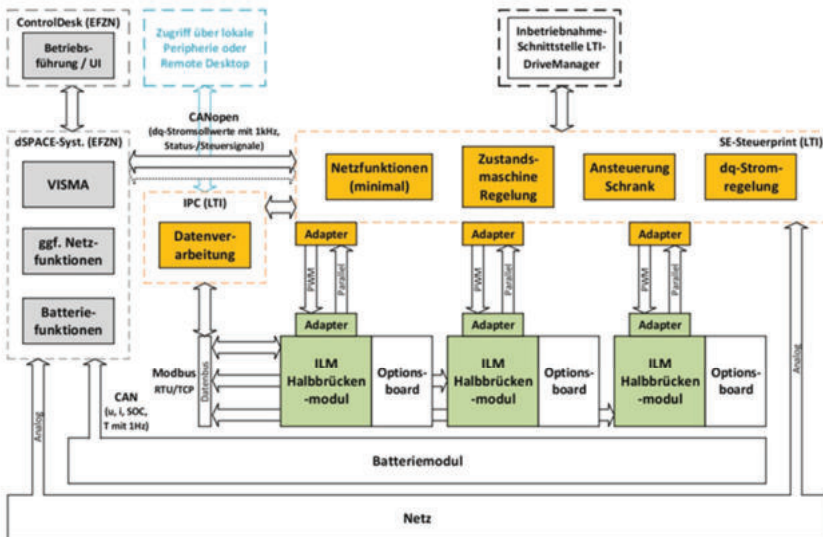 ControlDesk (EFZN)
Betriebs-
führung / UI
Zugriff über lokale
Peripherie oder
Remote Desktop
Inbetriebnahme-
Schnittstelle LTI-
DriveManager
CANopen
(dq-Stromsollwerte mit 1kHz,
Status-/Steuersignale)
dSPACE-Syst. (EFZN)
VISMA
ggf. Netz-
funktionen
Batterie-
funktionen
SE-Steuerprint (LTI)
Netzfunktionen
(minimal)
Zustands-
maschine
Regelung
Ansteuerung
Schrank
dq-Strom-
regelung
IPC (LTI)
Datenver-
arbeitung
Adapter
Adapter
Adapter
PWM
Parallel
PWM
Parallel
PWM
Parallel
Adapter
Adapter
Adapter
ILM
Halbbrücken
-modul
Options-
board
ILM
Halbbrücken
-modul
Options-
board
ILM
Halbbrücken
-modul
Options-
board
Modbus
RTU/TCP
Datenbus
CAN
(u, i, SOC,
T mit 1Hz)
Analog
Analog
Batteriemodul
Netz